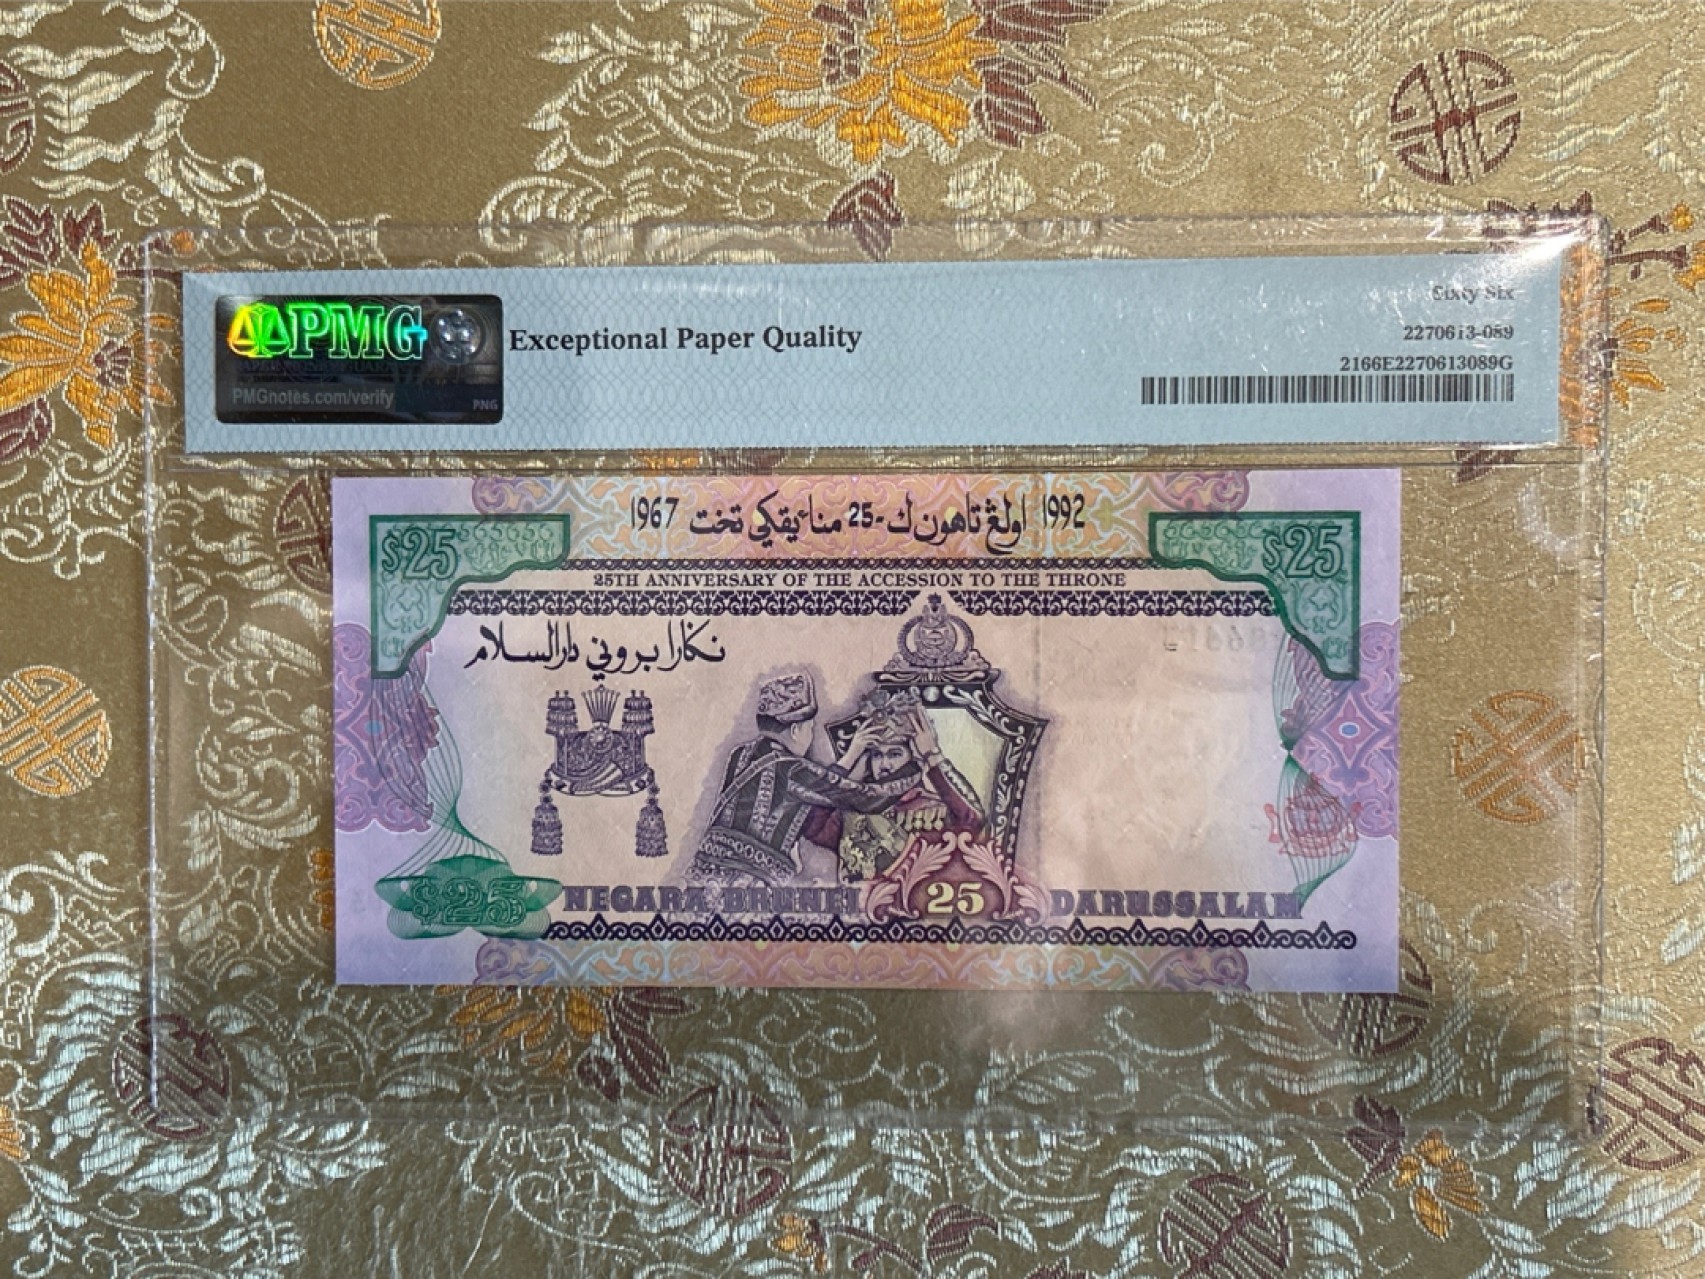 PMG
PMGnotes.com/verify
PNG
Exceptional Paper Quality
Sixty Six
2270613-089
2166E2270613089G
1967 اولڠ تاهون ك-25 مناءيقكي تخت 1992
$25
$25
25TH ANNIVERSARY OF THE ACCESSION TO THE THRONE
نڬارا بروني دارالسلام
$25
NEGARA BRUNEI 25 DARUSSALAM